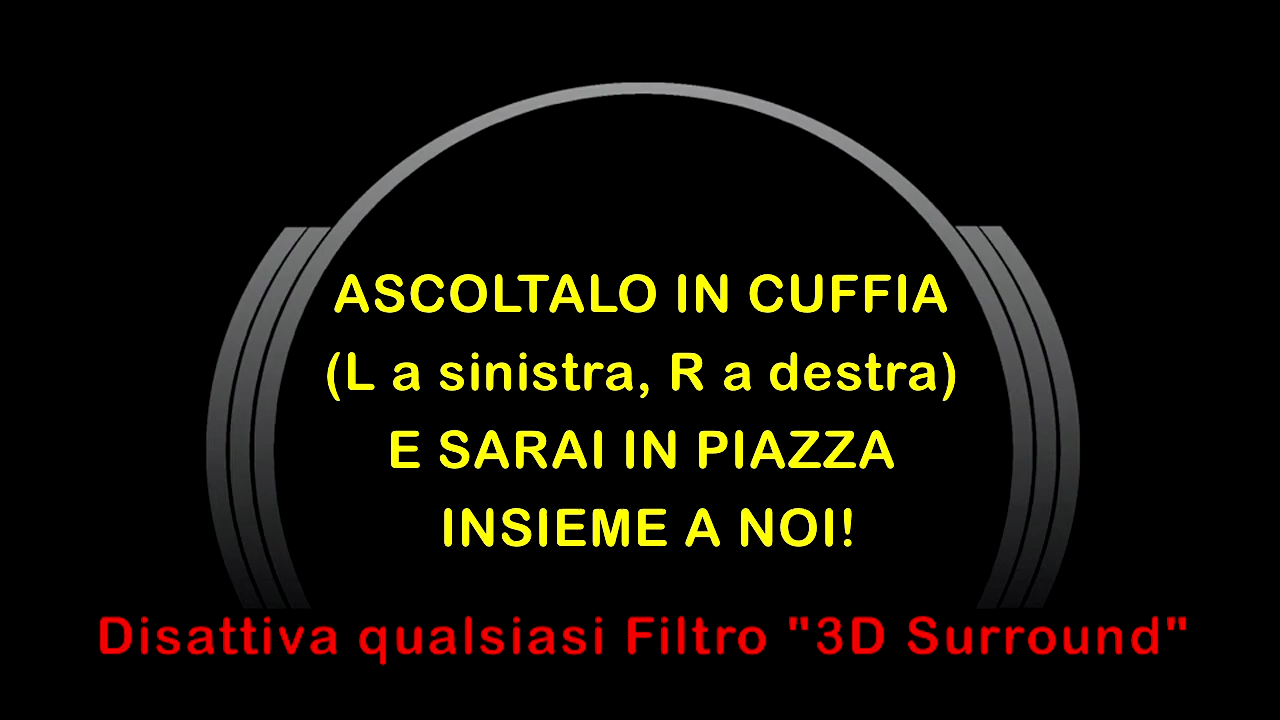 ASCOLTALO IN CUFFIA
(L a sinistra, R a destra)
E SARAI IN PIAZZA
INSIEME A NOI!
Disattiva qualsiasi Filtro "3D Surround"